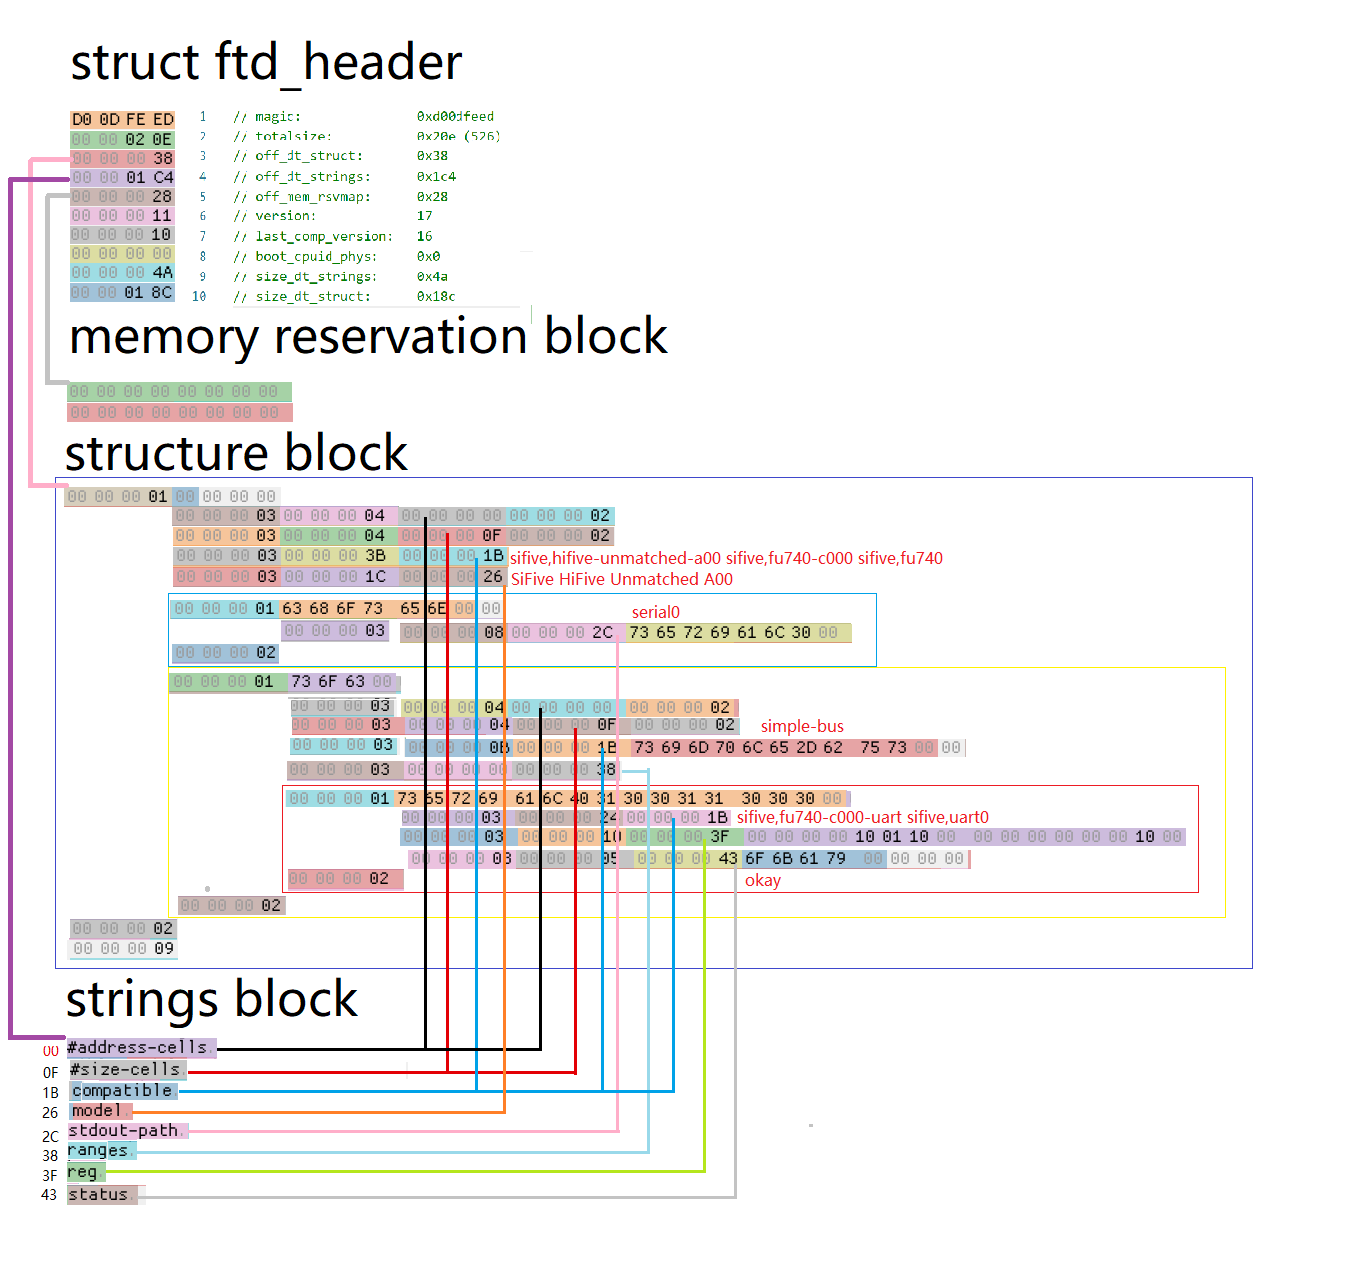 struct ftd_header
D0 0D FE ED 1 // magic: 0xd00dfeed
00 00 02 0E 2 // totalsize: 0x20e (526)
00 00 00 38 3 // off_dt_struct: 0x38
00 00 01 C4 4 // off_dt_strings: 0x1c4
00 00 00 28 5 // off_mem_rsvmap: 0x28
00 00 00 11 6 // version: 17
00 00 00 10 7 // last_comp_version: 16
00 00 00 00 8 // boot_cpuid_phys: 0x0
00 00 00 4A 9 // size_dt_strings: 0x4a
00 00 01 8C 10 // size_dt_struct: 0x18c
memory reservation block
00 00 00 00 00 00 00 00
00 00 00 00 00 00 00 00
structure block
00 00 00 01 00 00 00 00
00 00 00 03 00 00 00 04 00 00 00 00 00 00 00 02
00 00 00 03 00 00 00 04 00 00 00 0F 00 00 00 02
00 00 00 03 00 00 00 3B 00 00 00 1B sifive,hifive-unmatched-a00 sifive,fu740-c000 sifive,fu740
00 00 00 03 00 00 00 1C 00 00 00 26 SiFive HiFive Unmatched A00
00 00 00 01 63 68 6F 73 65 6E 00 00
serial0
00 00 00 03 00 00 00 08 00 00 00 2C 73 65 72 69 61 6C 30 00
00 00 00 02
00 00 00 01 73 6F 63 00
00 00 00 03 00 00 00 04 00 00 00 00 00 00 00 02
00 00 00 03 00 00 00 04 00 00 00 0F 00 00 00 02
simple-bus
00 00 00 03 00 00 00 0B 00 00 00 1B 73 69 6D 70 6C 65 2D 62 75 73 00 00
00 00 00 03 00 00 00 00 00 00 00 38
00 00 00 01 73 65 72 69 61 6C 40 31 30 30 31 31 30 30 30 00
00 00 00 03 00 00 00 24 00 00 00 1B sifive,fu740-c000-uart sifive,uart0
00 00 00 03 00 00 00 10 00 00 00 3F 00 00 00 00 10 01 10 00 00 00 00 00 00 00 10 00
00 00 00 03 00 00 00 05 00 00 00 43 6F 6B 61 79 00 00 00 00
00 00 00 02
okay
00 00 00 02
00 00 00 02
00 00 00 09
strings block
00 #address-cells.
0F #size-cells.
1B compatible.
26 model.
2C stdout-path.
38 ranges.
3F reg.
43 status.